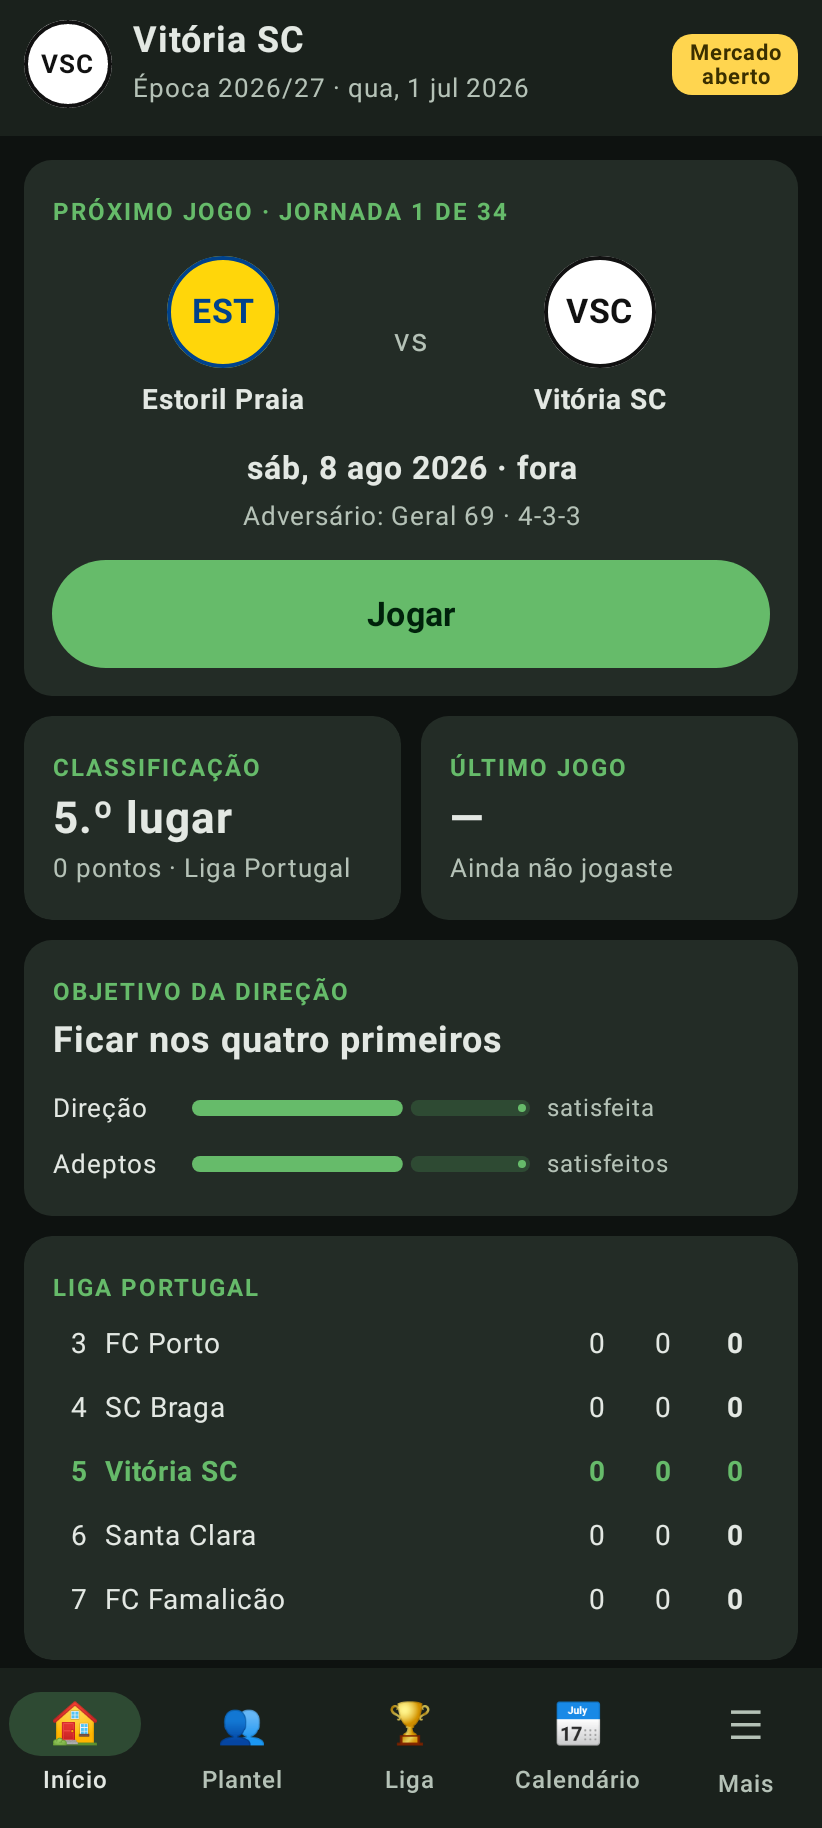 VSC
Vitória SC
Época 2026/27 · qua, 1 jul 2026
Mercado
aberto
PRÓXIMO JOGO · JORNADA 1 DE 34
EST
vs
VSC
Estoril Praia
Vitória SC
sáb, 8 ago 2026 · fora
Adversário: Geral 69 · 4-3-3
Jogar
CLASSIFICAÇÃO
5.º lugar
0 pontos · Liga Portugal
ÚLTIMO JOGO
—
Ainda não jogaste
OBJETIVO DA DIREÇÃO
Ficar nos quatro primeiros
Direção satisfeita
Adeptos satisfeitos
LIGA PORTUGAL
3 FC Porto 0 0 0
4 SC Braga 0 0 0
5 Vitória SC 0 0 0
6 Santa Clara 0 0 0
7 FC Famalicão 0 0 0
July
17
Início
Plantel
Liga
Calendário
Mais